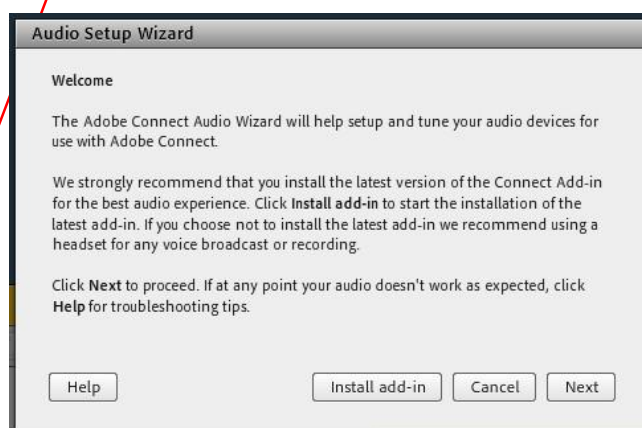 Audio Setup Wizard
Welcome
The Adobe Connect Audio Wizard will help setup and tune your audio devices for
use with Adobe Connect.
We strongly recommend that you install the latest version of the Connect Add-in
for the best audio experience. Click Install add-in to start the installation of the
latest add-in. If you choose not to install the latest add-in we recommend using a
headset for any voice broadcast or recording.
Click Next to proceed. If at any point your audio doesn't work as expected, click
Help for troubleshooting tips.
Help Install add-in Cancel Next